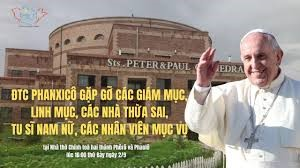 Sts. PETER & PAUL CATHEDRAL
ĐTC PHANXICÔ GẶP GỠ CÁC GIÁM MỤC,
LINH MỤC, CÁC NHÀ THỪA SAI,
TU SĨ NAM NỮ, CÁC NHÂN VIÊN MỤC VỤ
tại Nhà thờ Chính toà hai thánh Phêrô và Phaolô
lúc 16:00 thứ Bảy ngày 2/9